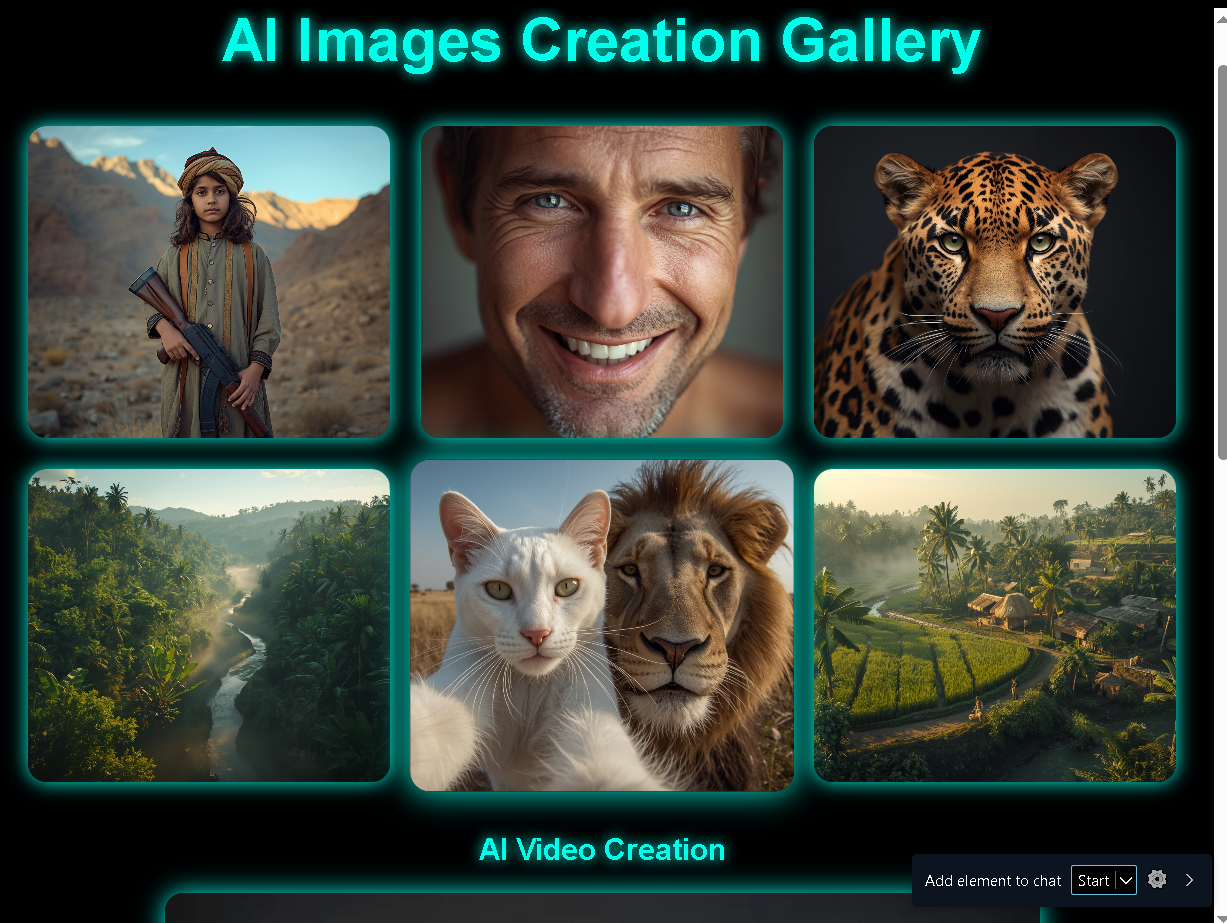 AI Images Creation Gallery
AI Video Creation
Add element to chat
Start